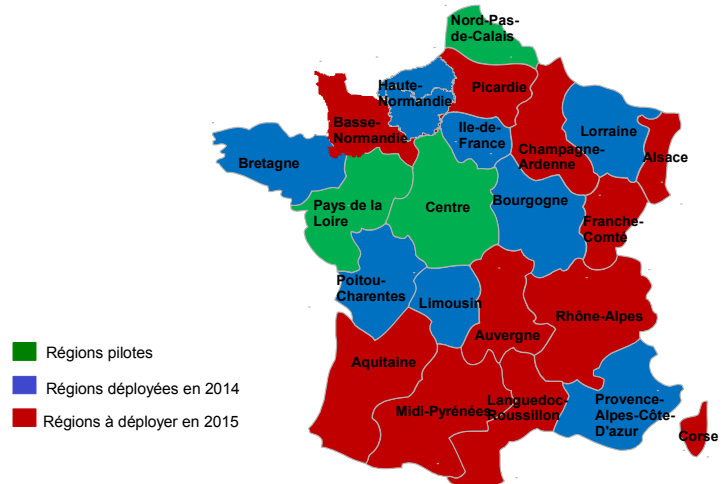 Nord-Pas-
de-Calais
Haute-
Normandie
Picardie
Basse-
Normandie
Ile-de-
France
Lorraine
Champagne-
Ardenne
Alsace
Bretagne
Pays de la
Loire
Centre
Bourgogne
Franche-
Comté
Poitou-
Charentes
Limousin
Auvergne
Rhône-Alpes
Aquitaine
Midi-Pyrénées
Languedoc-
Roussillon
Provence-
Alpes-Côte-
D'azur
Corse
Régions pilotes
Régions déployées en 2014
Régions à déployer en 2015